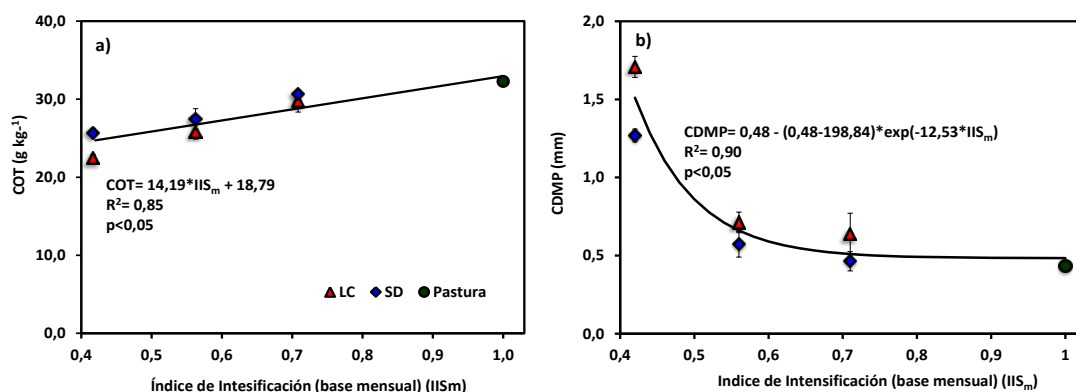 a)
COT (g kg⁻¹)
40,0
30,0
20,0
10,0
0,0
COT= 14,19*IISₘ + 18,79
R²= 0,85
p<0,05
LC SD Pastura
0,4 0,5 0,6 0,7 0,8 0,9 1,0
Índice de Intesificación (base mensual) (IISm)
b)
CDMP (mm)
2,0
1,5
1,0
0,5
0,0
CDMP= 0,48 - (0,48-198,84)*exp(-12,53*IISₘ)
R²= 0,90
p<0,05
0,4 0,5 0,6 0,7 0,8 0,9 1
Indice de Intensificación (base mensual) (IISₘ)